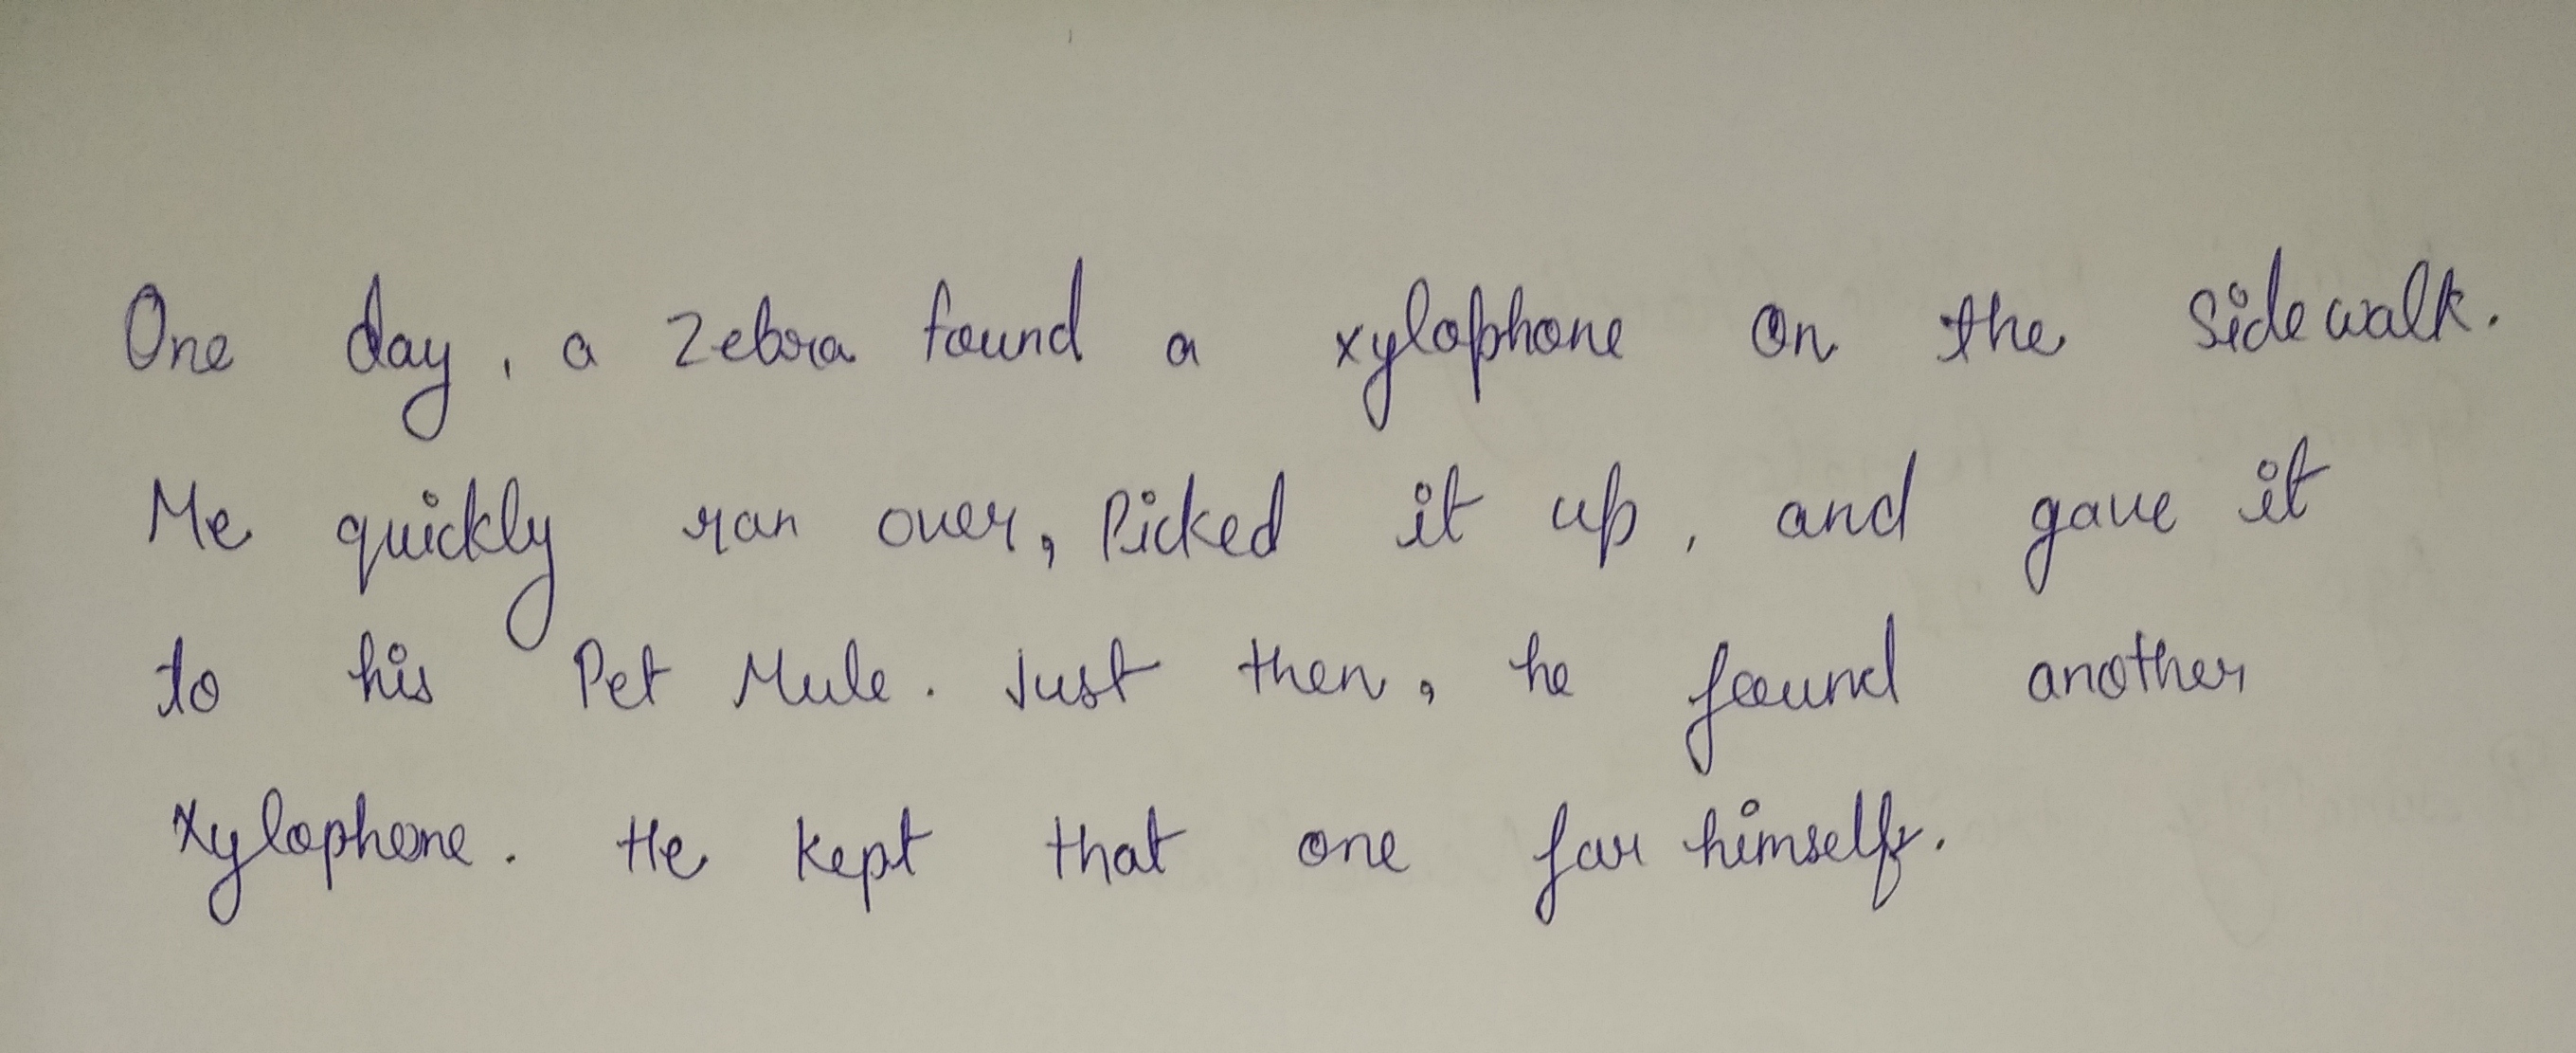 One day, a Zebra found a xylophone on the sidewalk.
He quickly ran over, Picked it up, and gave it
to his Pet Mule. Just then, he found another
Xylophone. He kept that one for himself.